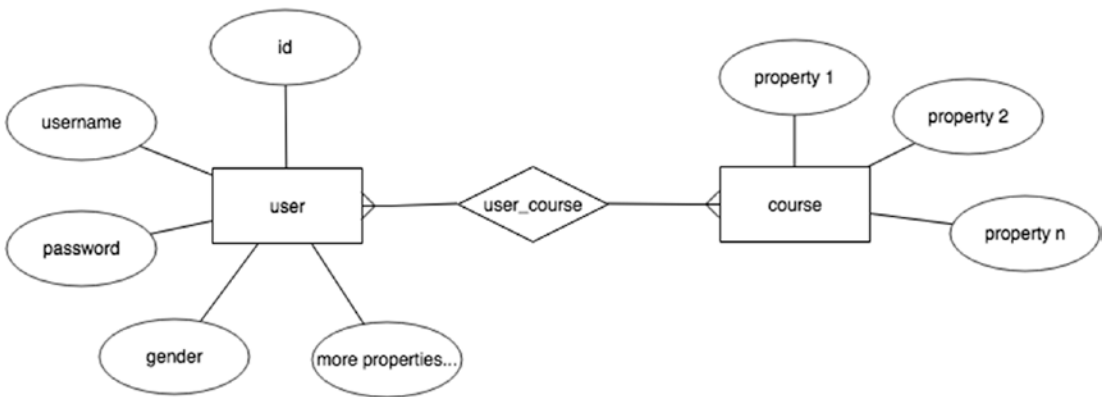 id
username
property 1
property 2
user
user_course
course
password
property n
gender
more properties...